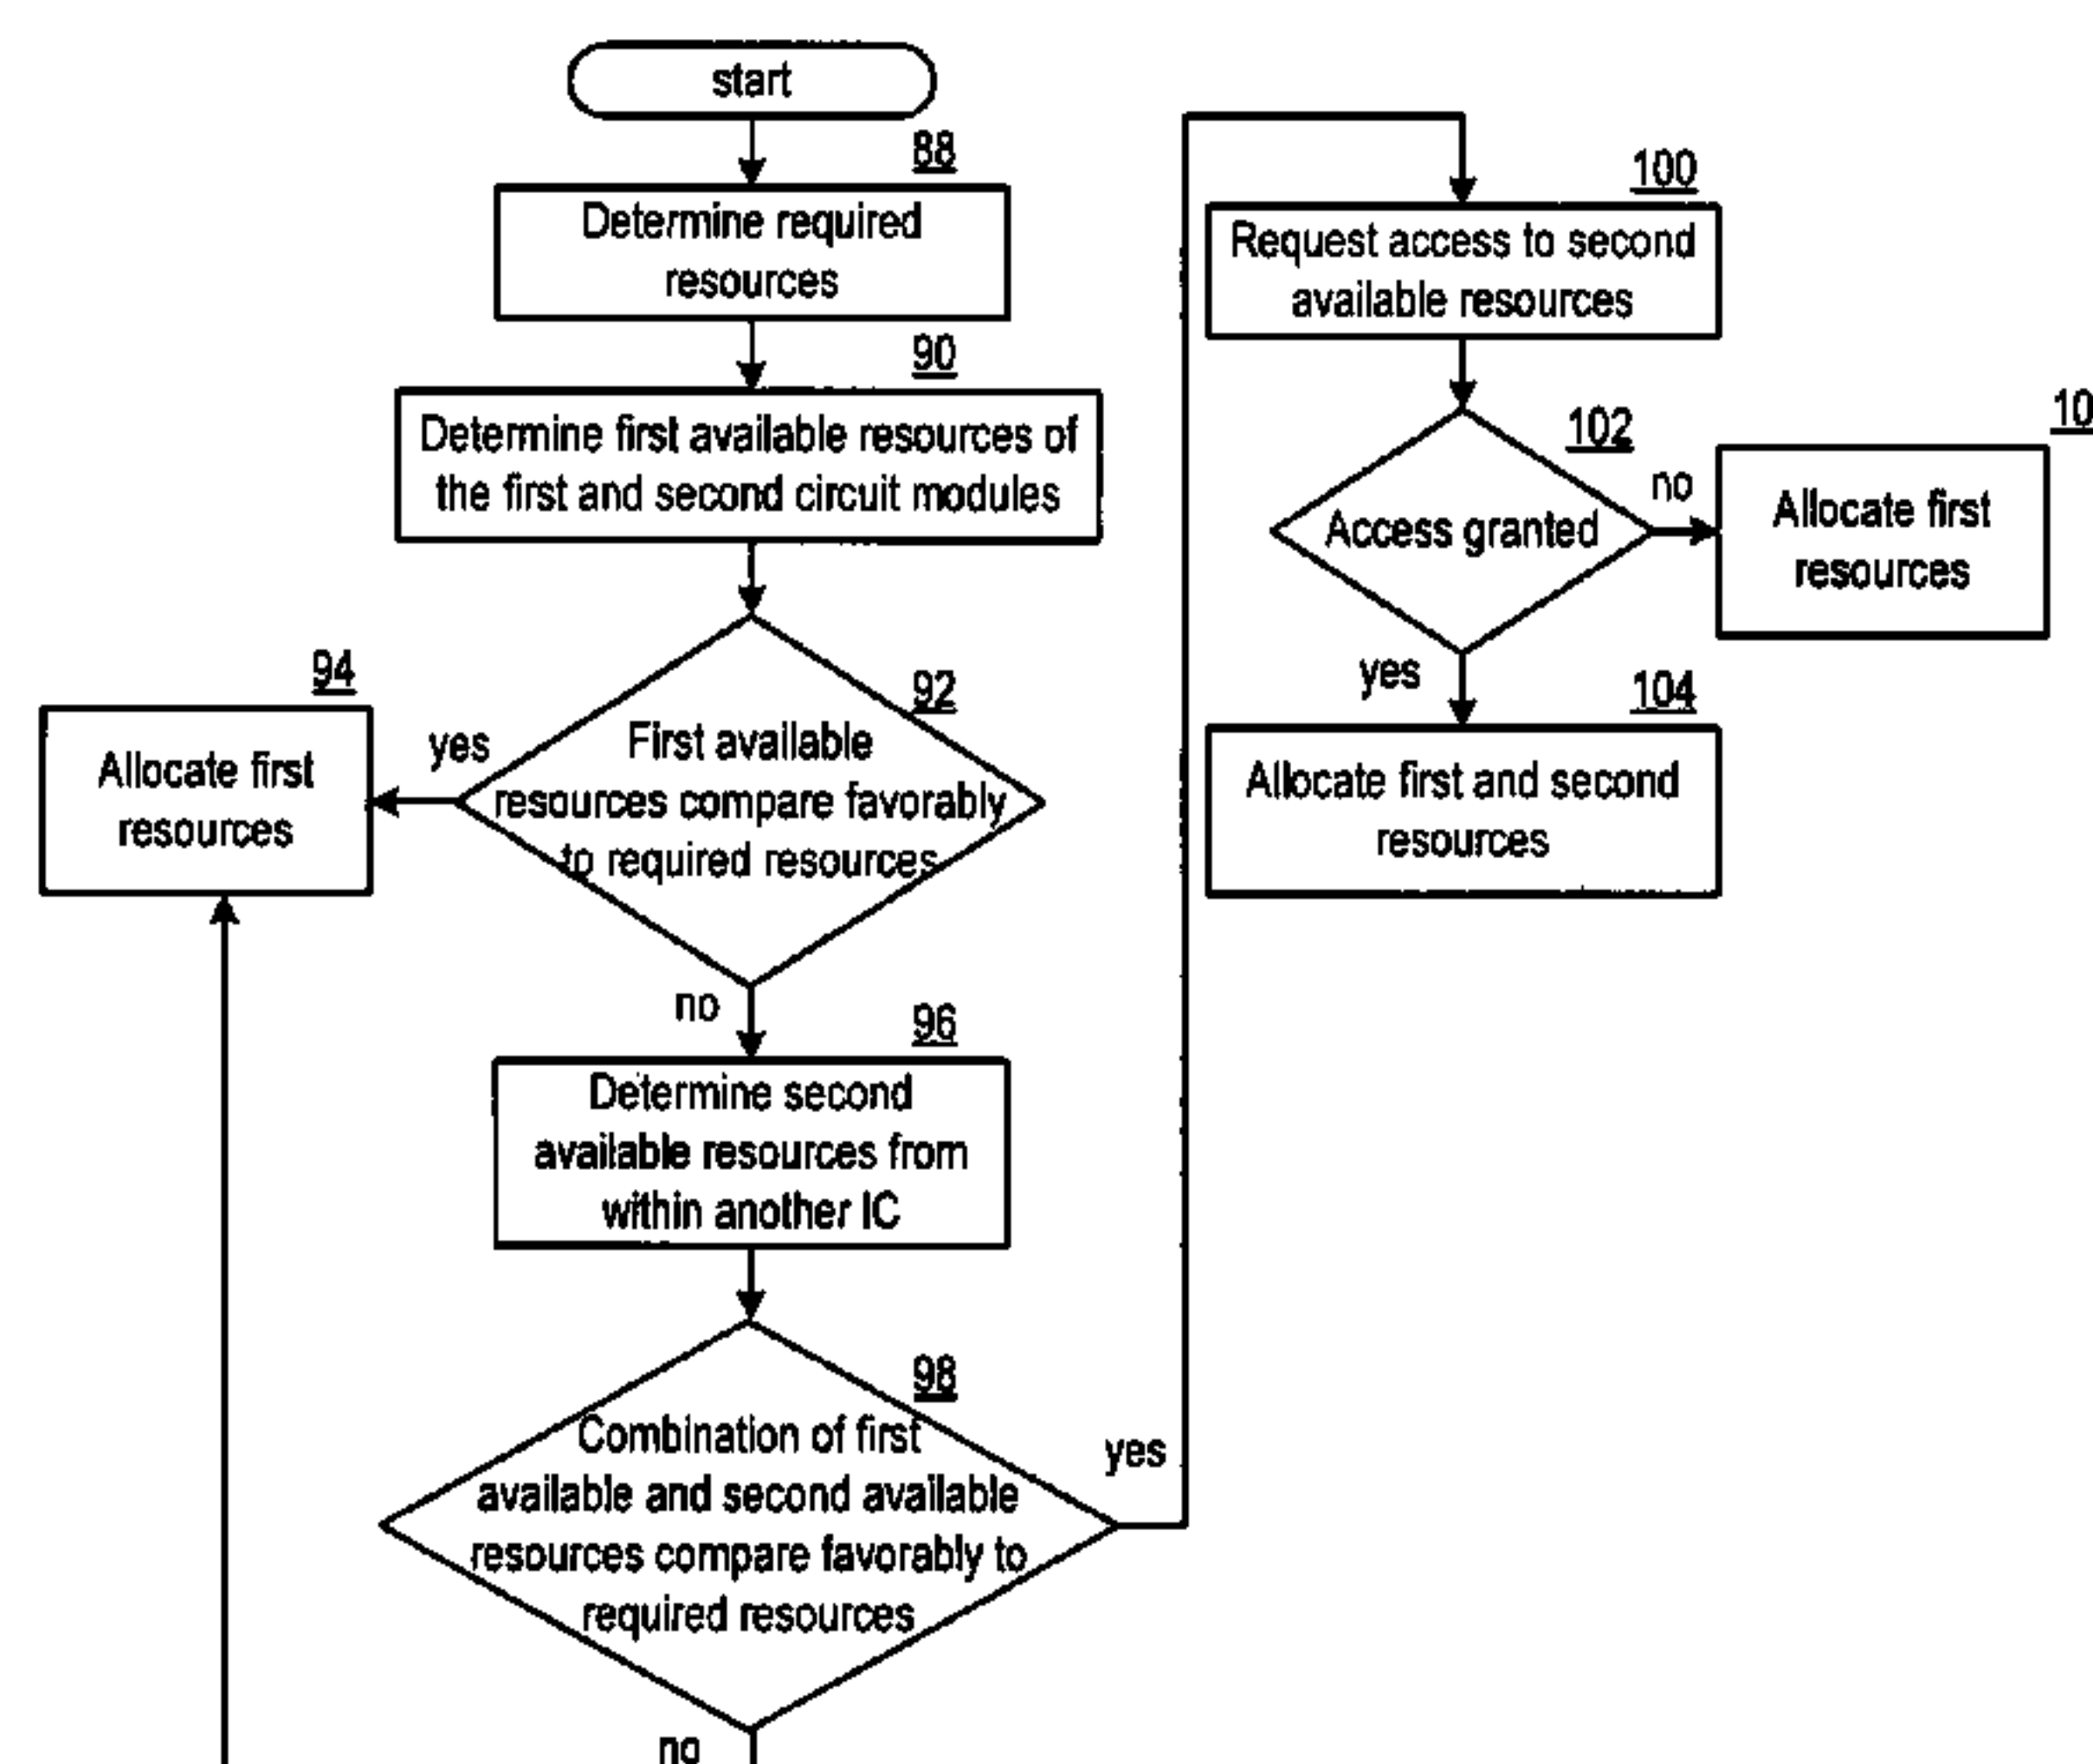 start
88
Determine required
resources
90
Determine first available resources of
the first and second circuit modules
92
First available
resources compare favorably
to required resources
yes
94
Allocate first
resources
no
96
Determine second
available resources from
within another IC
98
Combination of first
available and second available
resources compare favorably to
required resources
yes
no
100
Request access to second
available resources
102
Access granted
no
10
Allocate first
resources
yes
104
Allocate first and second
resources